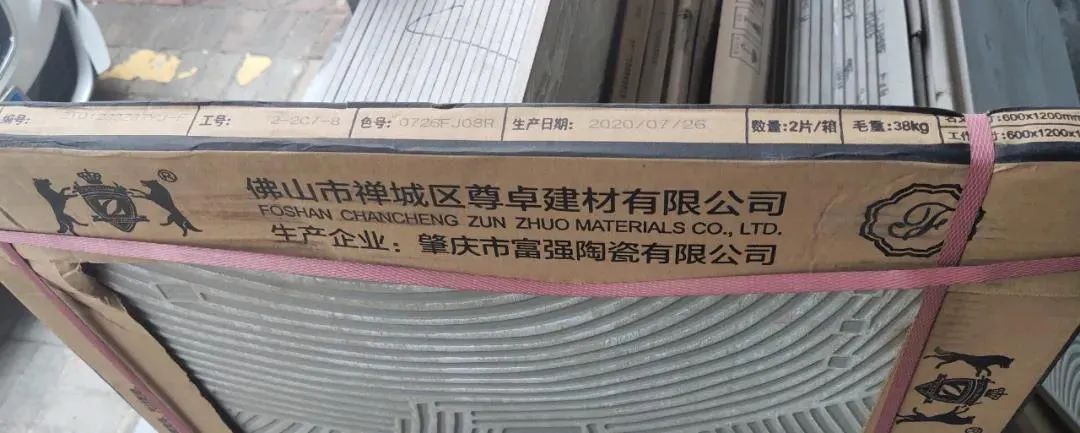 编号: 工号: 2-2C7-8 色号: 0726FJ08R 生产日期: 2020/07/26 数量:2片/箱 毛重:38kg
:600x1200mm
:600x1200x1
佛山市禅城区尊卓建材有限公司
FOSHAN CHANCHENG ZUN ZHUO MATERIALS CO., LTD.
生产企业: 肇庆市富强陶瓷有限公司